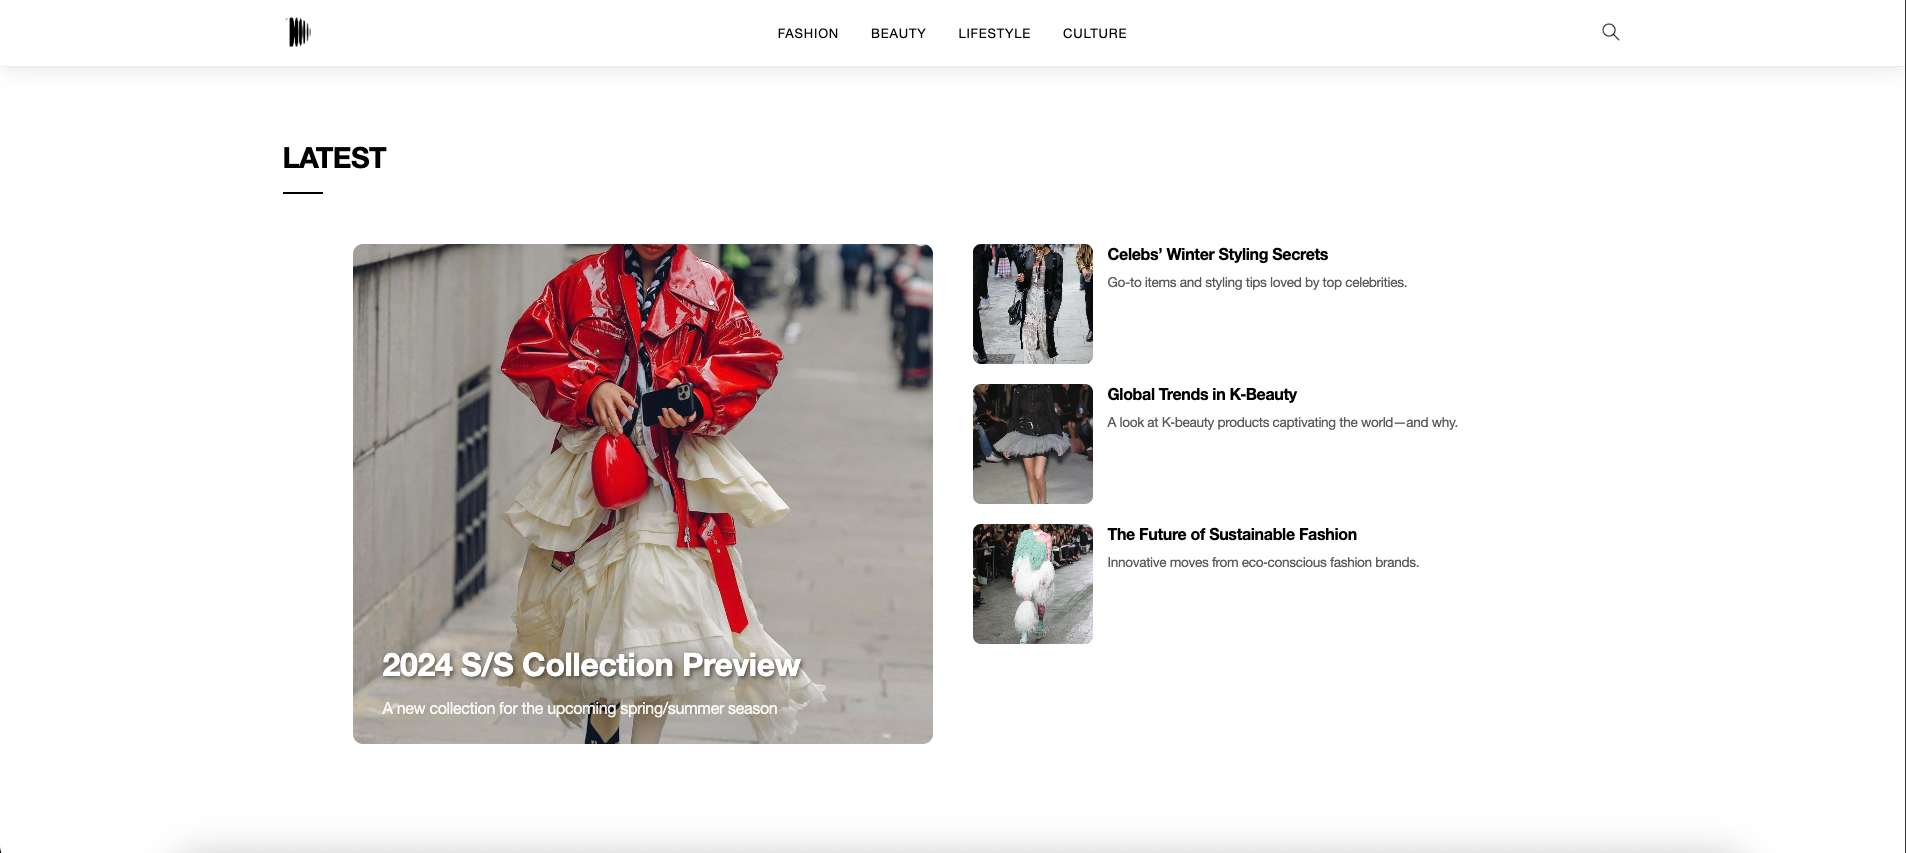 FASHION BEAUTY LIFESTYLE CULTURE
LATEST
2024 S/S Collection Preview
A new collection for the upcoming spring/summer season
Celebs’ Winter Styling Secrets
Go-to items and styling tips loved by top celebrities.
Global Trends in K-Beauty
A look at K-beauty products captivating the world—and why.
The Future of Sustainable Fashion
Innovative moves from eco-conscious fashion brands.